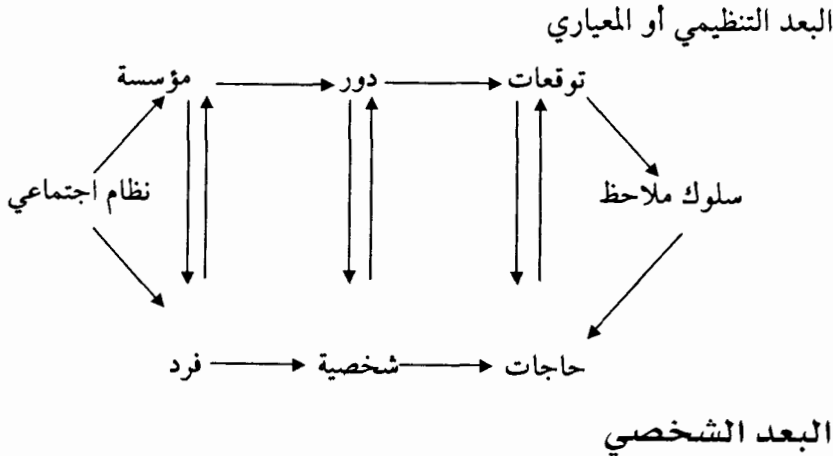 البعد التنظيمي أو المعياري
مؤسسة دور توقعات
نظام اجتماعي سلوك ملاحظ
فرد شخصية حاجات
البعد الشخصي